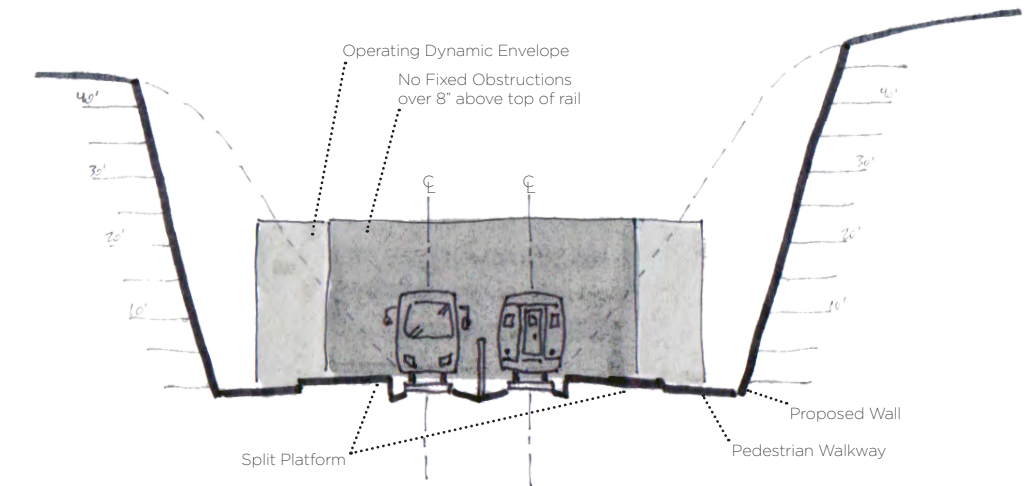 Operating Dynamic Envelope
No Fixed Obstructions
over 8" above top of rail
℄ ℄
40' 40'
30' 30'
20' 20'
10' 10'
Proposed Wall
Pedestrian Walkway
Split Platform